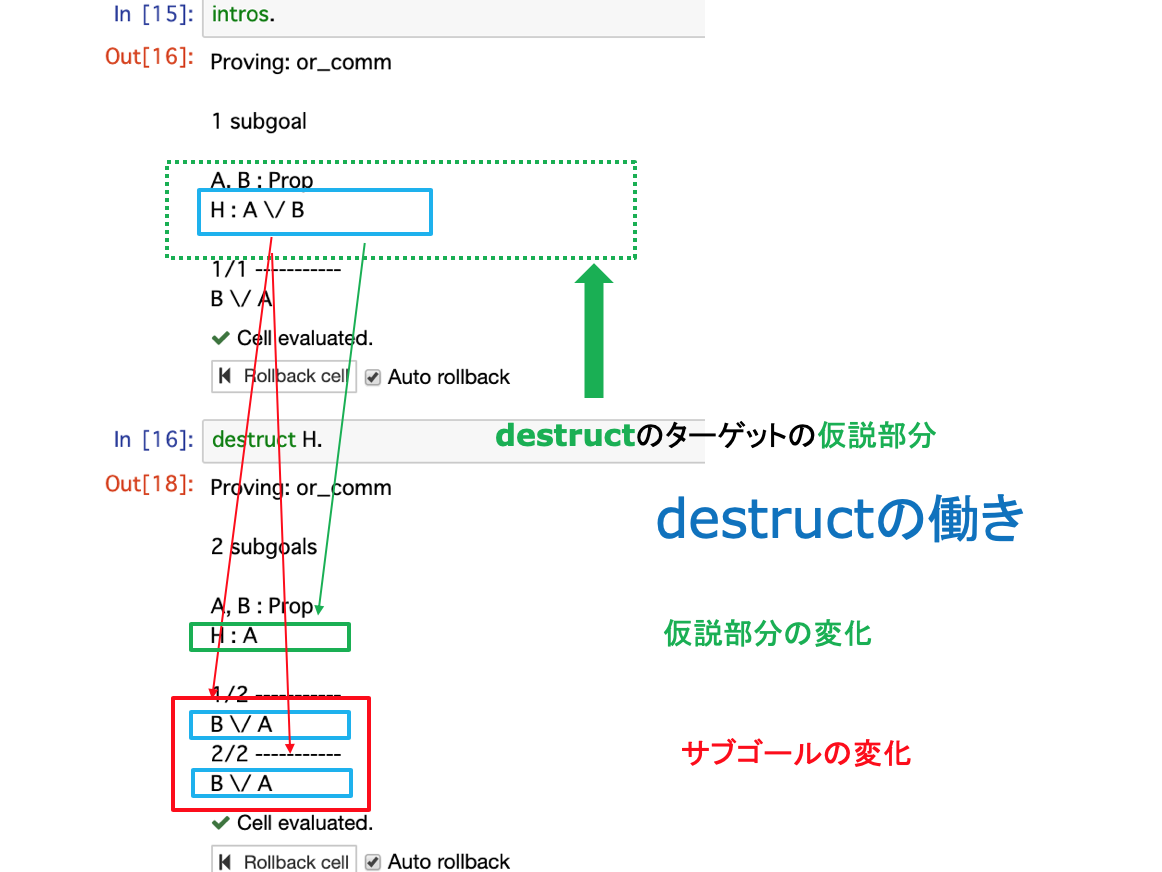 In [15]: intros.
Out[16]: Proving: or_comm
1 subgoal
A, B : Prop
H : A \/ B
1/1 -----------
B \/ A
Cell evaluated.
Rollback cell Auto rollback
In [16]: destruct H.
destructのターゲットの仮説部分
Out[18]: Proving: or_comm
destructの働き
2 subgoals
A, B : Prop
H : A
仮説部分の変化
1/2 -----------
B \/ A
2/2 -----------
サブゴールの変化
B \/ A
Cell evaluated.
Rollback cell Auto rollback